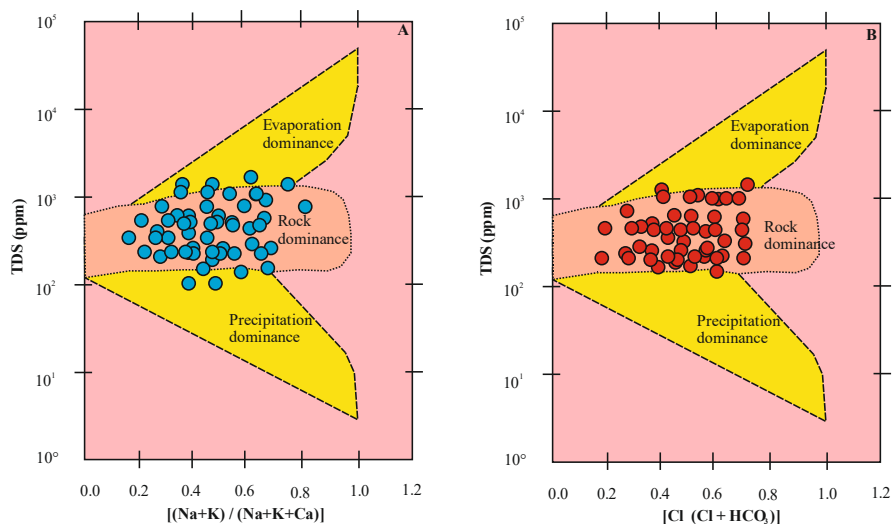 A
10⁵
10⁴
10³
10²
10¹
10°
TDS (ppm)
Evaporation
dominance
Rock
dominance
Precipitation
dominance
0.0 0.2 0.4 0.6 0.8 1.0 1.2
[(Na+K) / (Na+K+Ca)]
B
10⁵
10⁴
10³
10²
10¹
10°
TDS (ppm)
Evaporation
dominance
Rock
dominance
Precipitation
dominance
0.0 0.2 0.4 0.6 0.8 1.0 1.2
[Cl (Cl + HCO₃)]